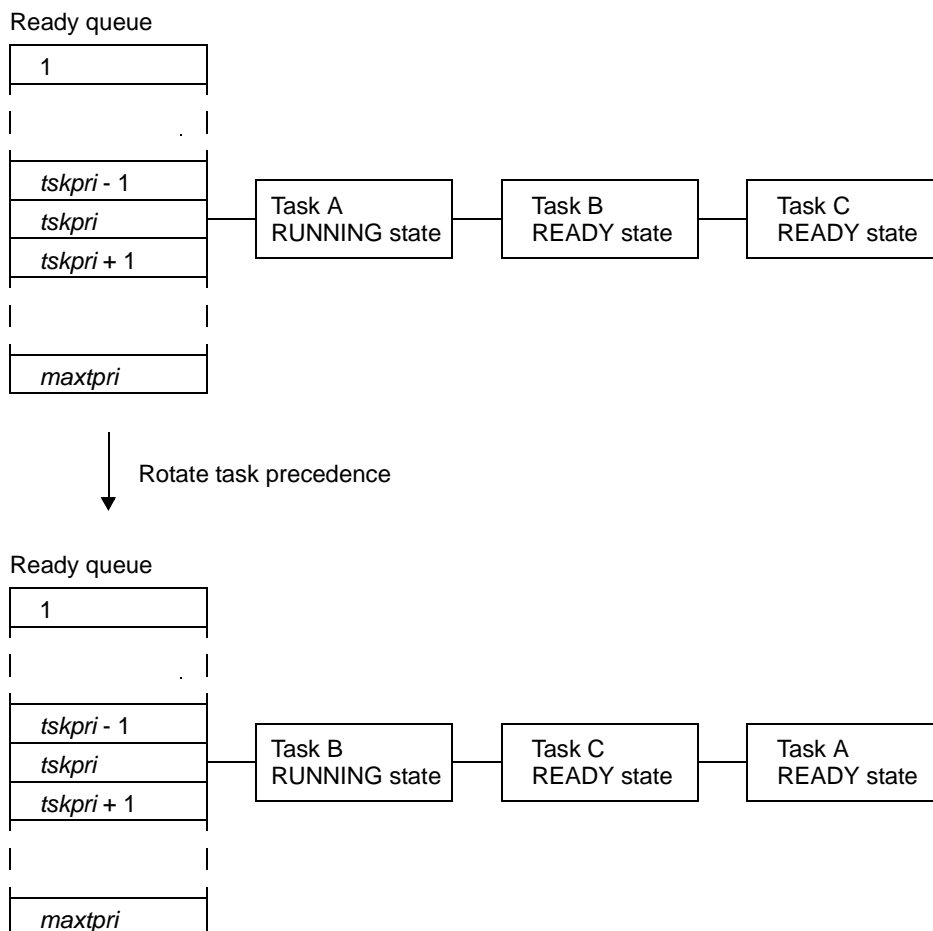 Ready queue
1
.
tskpri - 1
tskpri
tskpri + 1
maxtpri
Task A
RUNNING state
Task B
READY state
Task C
READY state
Rotate task precedence
Ready queue
1
.
tskpri - 1
tskpri
tskpri + 1
maxtpri
Task B
RUNNING state
Task C
READY state
Task A
READY state